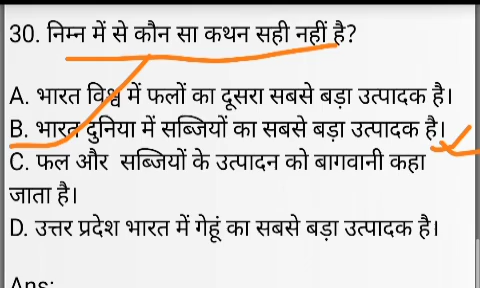 30. निम्न में से कौन सा कथन सही नहीं है?
A. भारत विश्व में फलों का दूसरा सबसे बड़ा उत्पादक है।
B. भारत दुनिया में सब्जियों का सबसे बड़ा उत्पादक है।
C. फल और सब्जियों के उत्पादन को बागवानी कहा
जाता है।
D. उत्तर प्रदेश भारत में गेहूं का सबसे बड़ा उत्पादक है।
Ans: